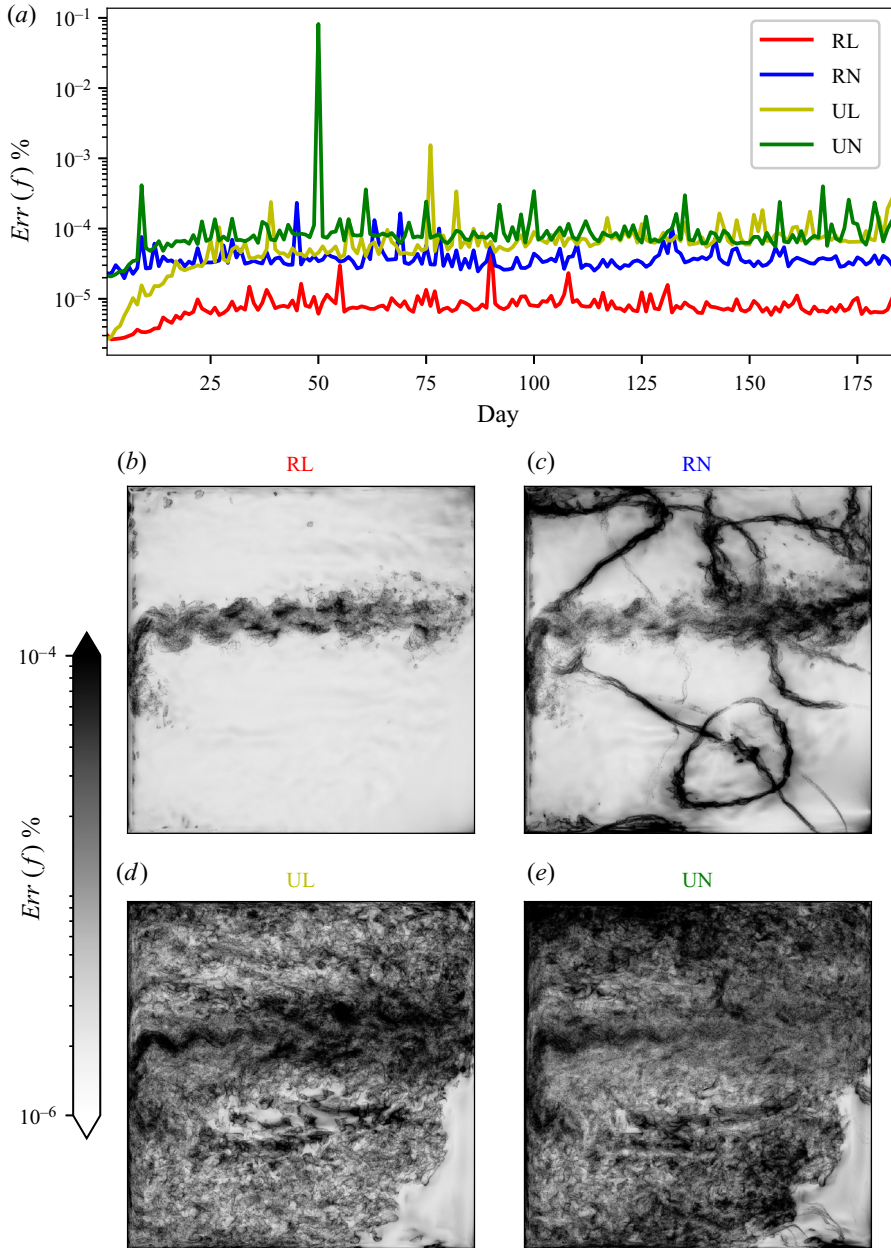 (a)
10⁻¹
10⁻²
10⁻³
10⁻⁴
10⁻⁵
Err (f) %
RL
RN
UL
UN
25 50 75 100 125 150 175
Day
(b) RL
(c) RN
10⁻⁴
Err (f) %
10⁻⁶
(d) UL
(e) UN